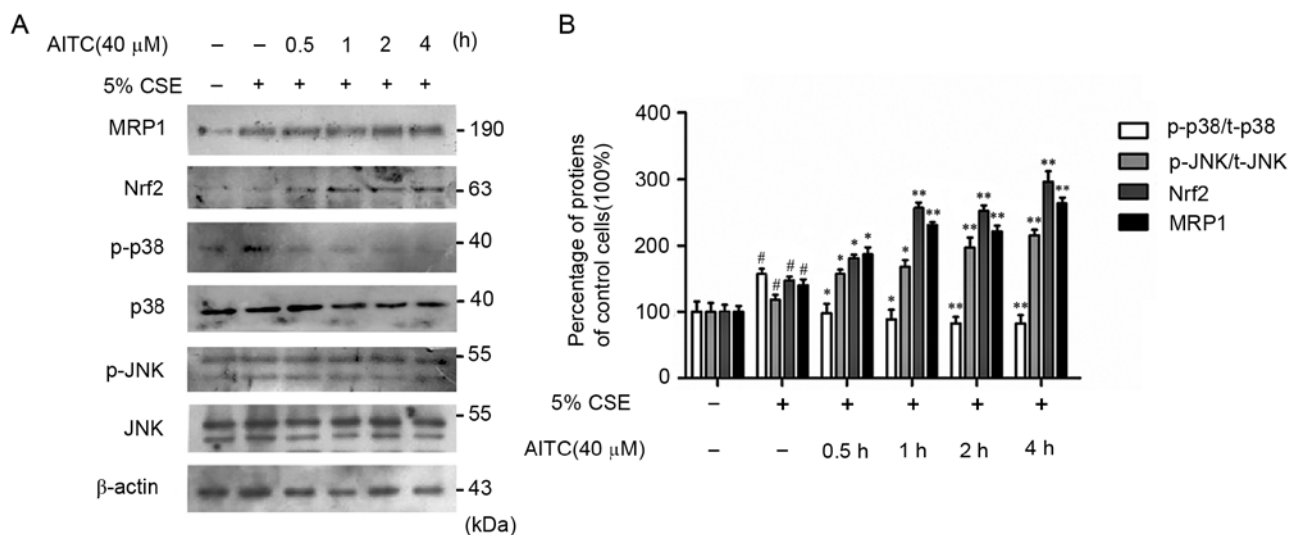 A
AITC(40 μM) – – 0.5 1 2 4 (h)
5% CSE – + + + + +
MRP1 190
Nrf2 63
p-p38 40
p38 40
p-JNK 55
JNK 55
β-actin 43
(kDa)
B
Percentage of protiens
of control cells(100%)
400
300
200
100
0
# # # #
* * * *
* * ** **
** ** ** **
** ** ** **
p-p38/t-p38
p-JNK/t-JNK
Nrf2
MRP1
5% CSE – + + + + +
AITC(40 μM) – – 0.5 h 1 h 2 h 4 h